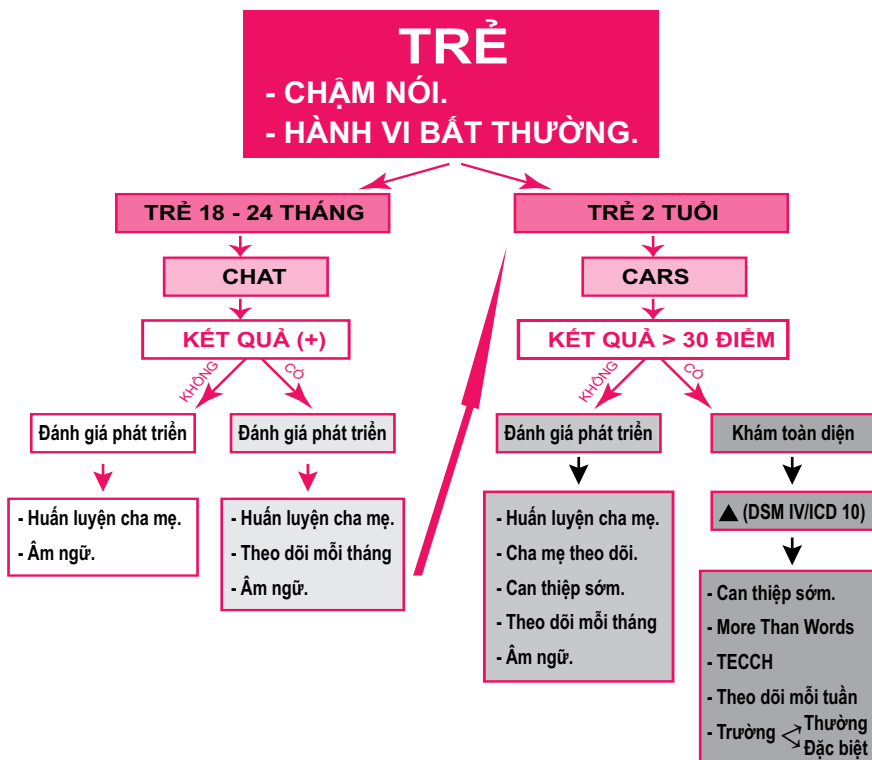 TRẺ
- CHẬM NÓI.
- HÀNH VI BẤT THƯỜNG.
TRẺ 18 - 24 THÁNG
CHAT
KẾT QUẢ (+)
KHÔNG
CÓ
Đánh giá phát triển
- Huấn luyện cha mẹ.
- Âm ngữ.
Đánh giá phát triển
- Huấn luyện cha mẹ.
- Theo dõi mỗi tháng
- Âm ngữ.
TRẺ 2 TUỔI
CARS
KẾT QUẢ > 30 ĐIỂM
KHÔNG
CÓ
Đánh giá phát triển
- Huấn luyện cha mẹ.
- Cha mẹ theo dõi.
- Can thiệp sớm.
- Theo dõi mỗi tháng
- Âm ngữ.
Khám toàn diện
▲ (DSM IV/ICD 10)
- Can thiệp sớm.
- More Than Words
- TECCH
- Theo dõi mỗi tuần
- Trường
Thường
Đặc biệt